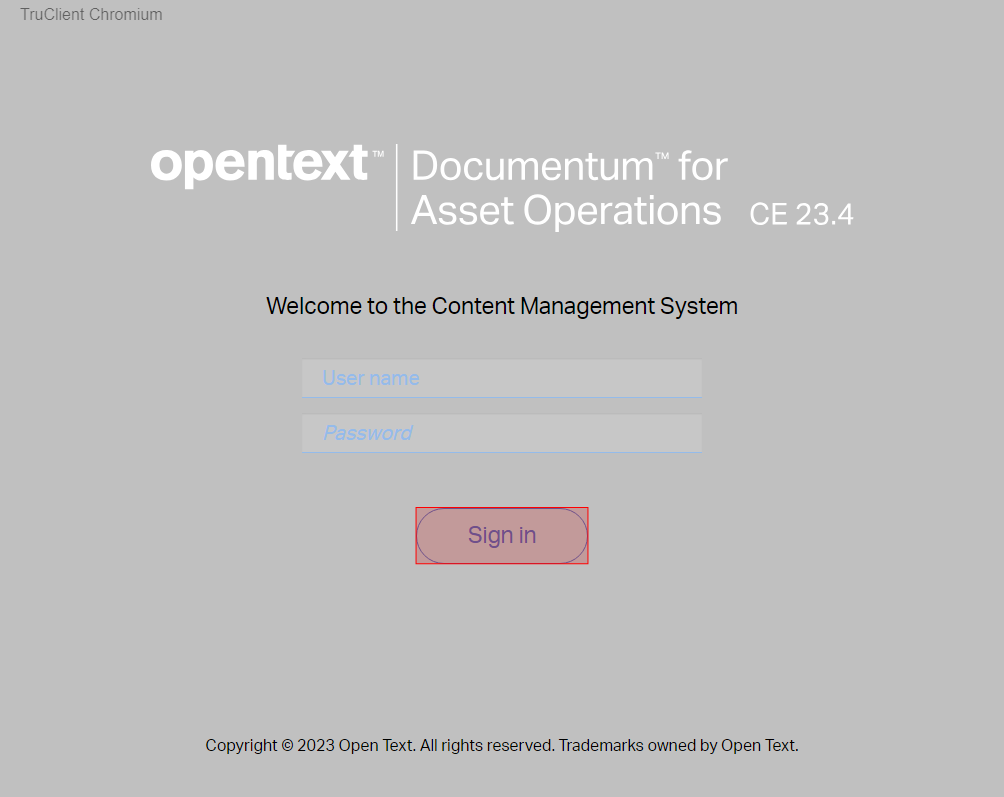 TruClient Chromium
opentext™ Documentum™ for
Asset Operations CE 23.4
Welcome to the Content Management System
User name
Password
Sign in
Copyright © 2023 Open Text. All rights reserved. Trademarks owned by Open Text.